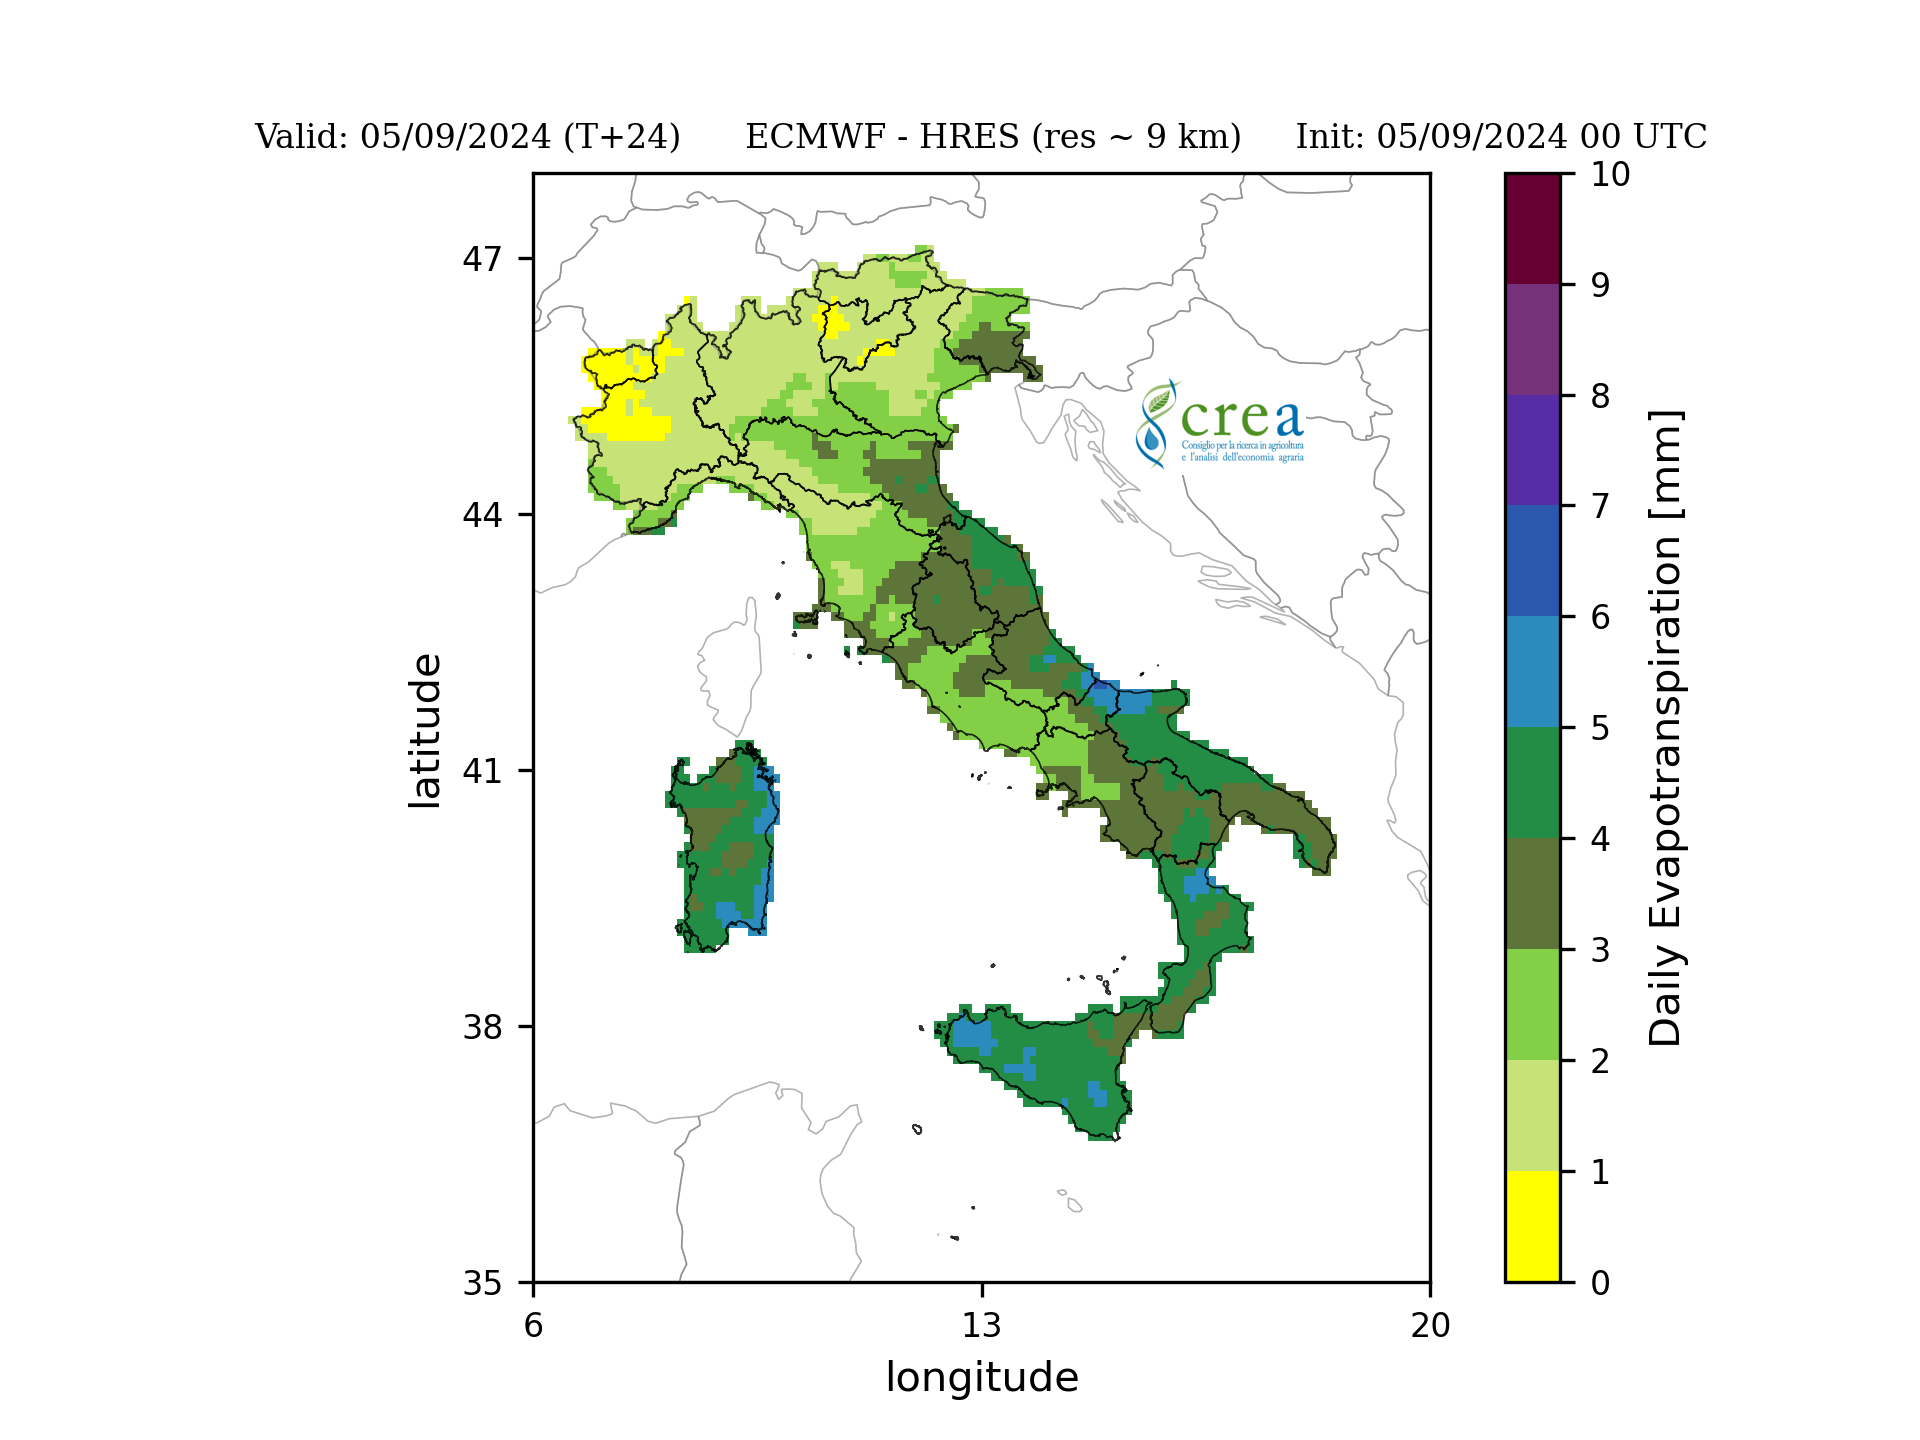 Valid: 05/09/2024 (T+24) ECMWF - HRES (res ~ 9 km) Init: 05/09/2024 00 UTC
47
44
41
38
35
latitude
6
13
20
longitude
crea
Consiglio per la ricerca in agricoltura
e l'analisi dell'economia agraria
10
9
8
7
6
5
4
3
2
1
0
Daily Evapotranspiration [mm]